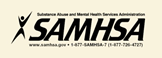 Substance Abuse and Mental Health Services Administration
SAMHSA
www.samhsa.gov • 1-877-SAMHSA-7 (1-877-726-4727)